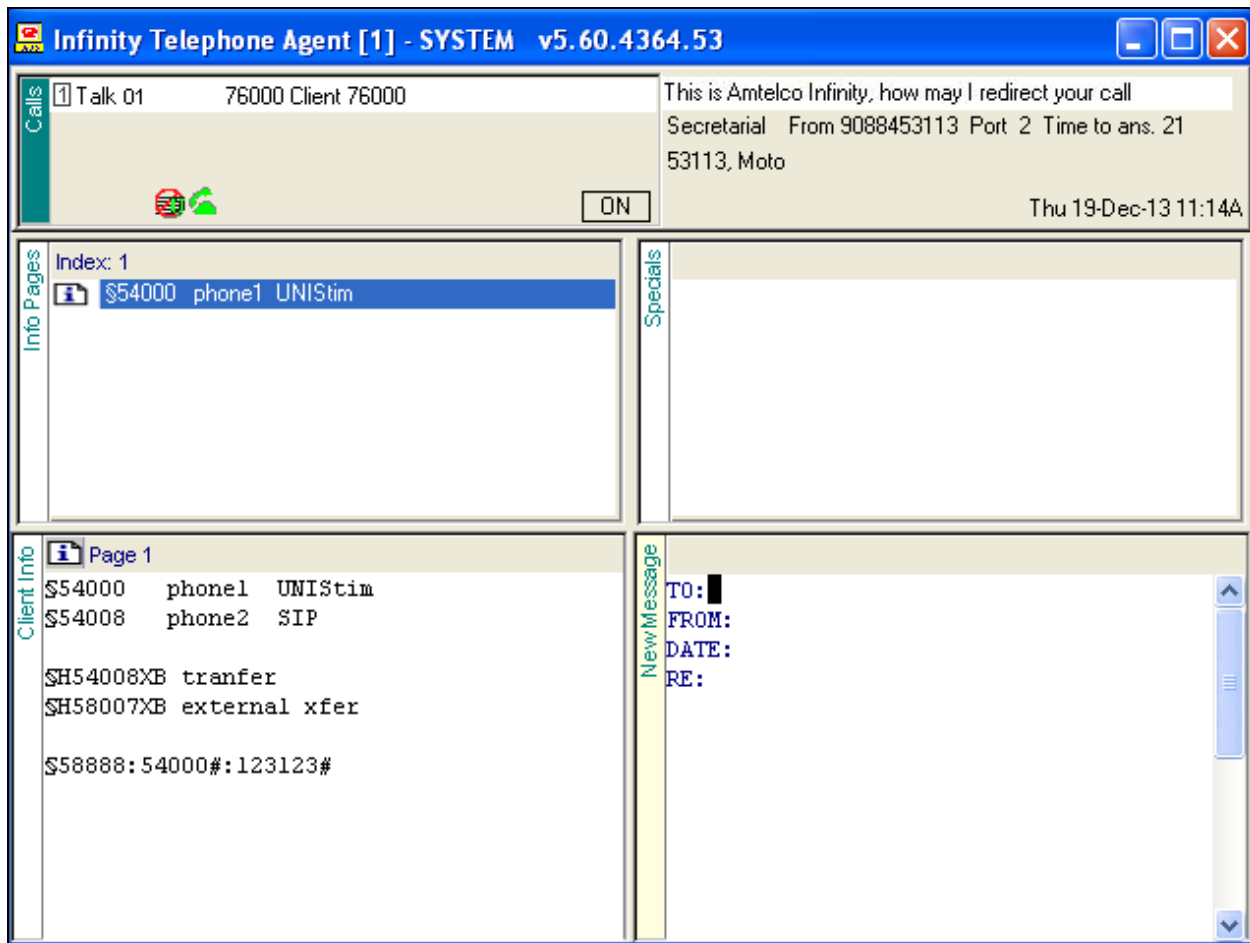 Infinity Telephone Agent [1] - SYSTEM v5.60.4364.53
Calls
1 Talk 01 76000 Client 76000
ON
This is Amtelco Infinity, how may I redirect your call
Secretarial From 9088453113 Port 2 Time to ans. 21
53113, Moto
Thu 19-Dec-13 11:14A
Info Pages
Index: 1
§54000 phone1 UNIStim
Specials
Client Info
Page 1
§54000 phone1 UNIStim
§54008 phone2 SIP
§H54008XB tranfer
§H58007XB external xfer
§58888:54000#:123123#
New Message
TO:
FROM:
DATE:
RE: